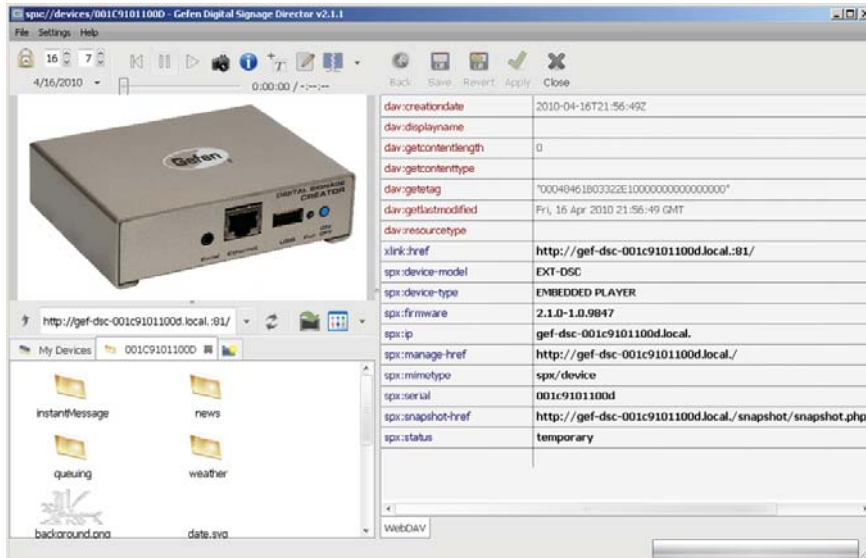 spx://devices/001C9101100D - Gefen Digital Signage Director v2.1.1
File Settings Help
16 7
4/16/2010
0:00:00 / -:--:--
Back Save Revert Apply Close
Gefen
DIGITAL SIGNAGE
CREATOR
Serial Ethernet USB
http://gef-dsc-001c9101100d.local.:81/
My Devices 001C9101100D
instantMessage news
queuing weather
background.png date.svg
dav:creationdate 2010-04-16T21:56:49Z
dav:displayname
dav:getcontentlength 0
dav:getcontenttype
dav:getetag "00048461B03322E10000000000000000"
dav:getlastmodified Fri, 16 Apr 2010 21:56:49 GMT
dav:resourcetype
xlink:href http://gef-dsc-001c9101100d.local.:81/
spx:device-model EXT-DSC
spx:device-type EMBEDDED PLAYER
spx:firmware 2.1.0-1.0.9847
spx:ip gef-dsc-001c9101100d.local.
spx:manage-href http://gef-dsc-001c9101100d.local./
spx:mimetype spx/device
spx:serial 001c9101100d
spx:snapshot-href http://gef-dsc-001c9101100d.local./snapshot/snapshot.php
spx:status temporary
WebDAV